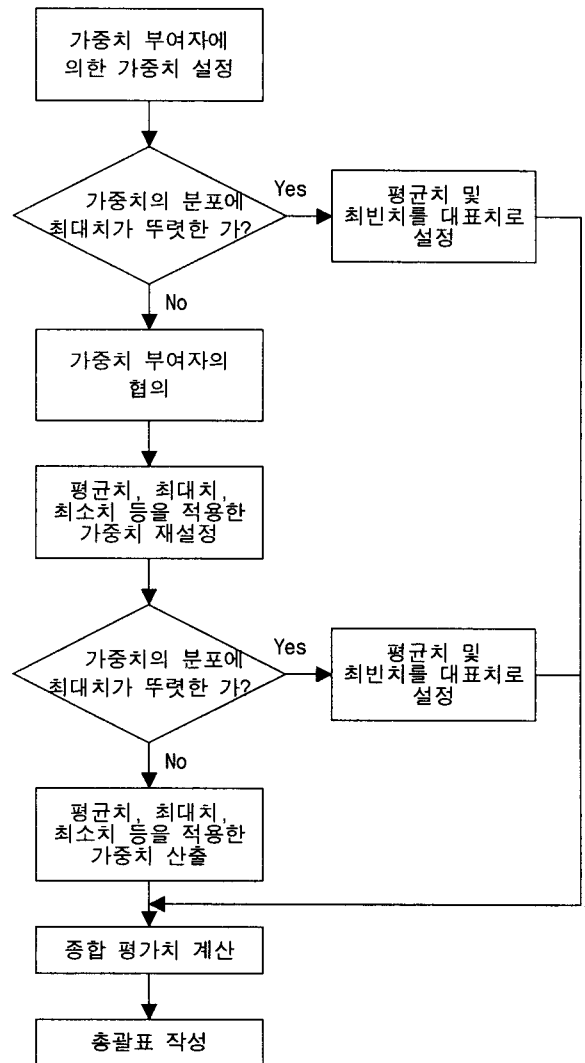 가중치 부여자에
의한 가중치 설정
가중치의 분포에
최대치가 뚜렷한 가?
Yes
평균치 및
최빈치를 대표치로
설정
No
가중치 부여자의
협의
평균치, 최대치,
최소치 등을 적용한
가중치 재설정
가중치의 분포에
최대치가 뚜렷한 가?
Yes
평균치 및
최빈치를 대표치로
설정
No
평균치, 최대치,
최소치 등을 적용한
가중치 산출
종합 평가치 계산
총괄표 작성